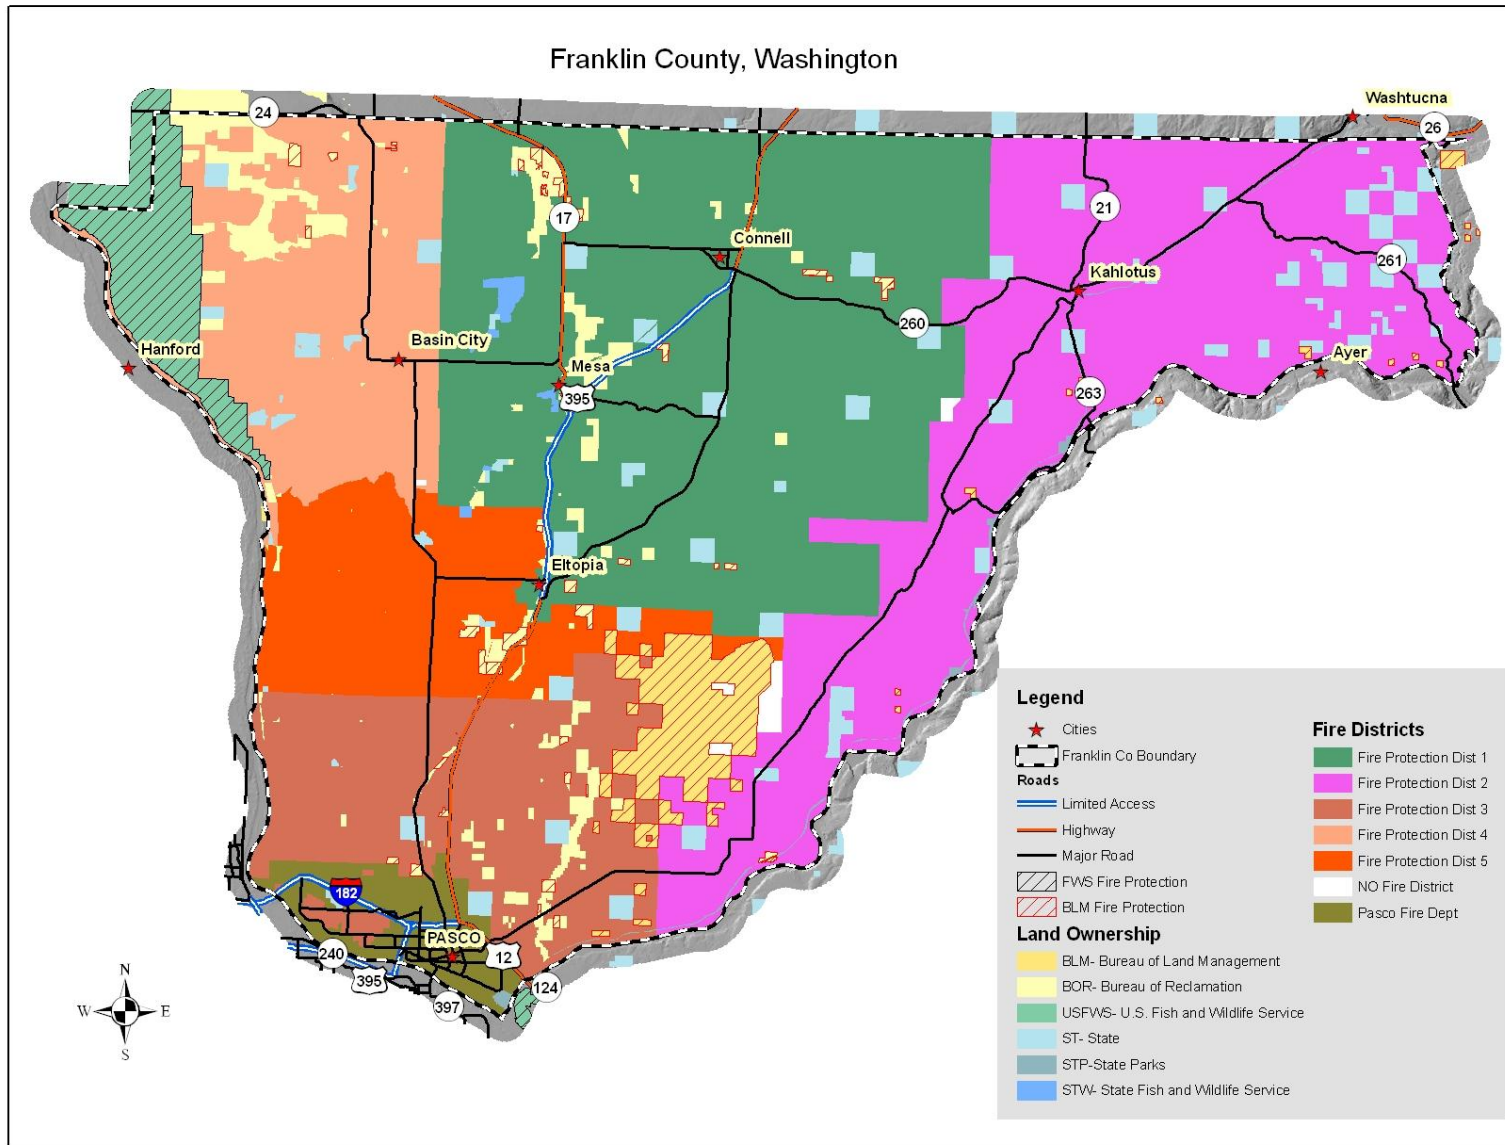 Franklin County, Washington
Washtucna
24
26
17
21
Connell
Kahlotus
261
260
Hanford
Basin City
Mesa
Ayer
395
263
Eltopia
182
PASCO
240
12
395
124
397
N
W
E
S
Legend
Cities
Franklin Co Boundary
Roads
Limited Access
Highway
Major Road
FWS Fire Protection
BLM Fire Protection
Land Ownership
BLM- Bureau of Land Management
BOR- Bureau of Reclamation
USFWS- U.S. Fish and Wildlife Service
ST- State
STP-State Parks
STW- State Fish and Wildlife Service
Fire Districts
Fire Protection Dist 1
Fire Protection Dist 2
Fire Protection Dist 3
Fire Protection Dist 4
Fire Protection Dist 5
NO Fire District
Pasco Fire Dept